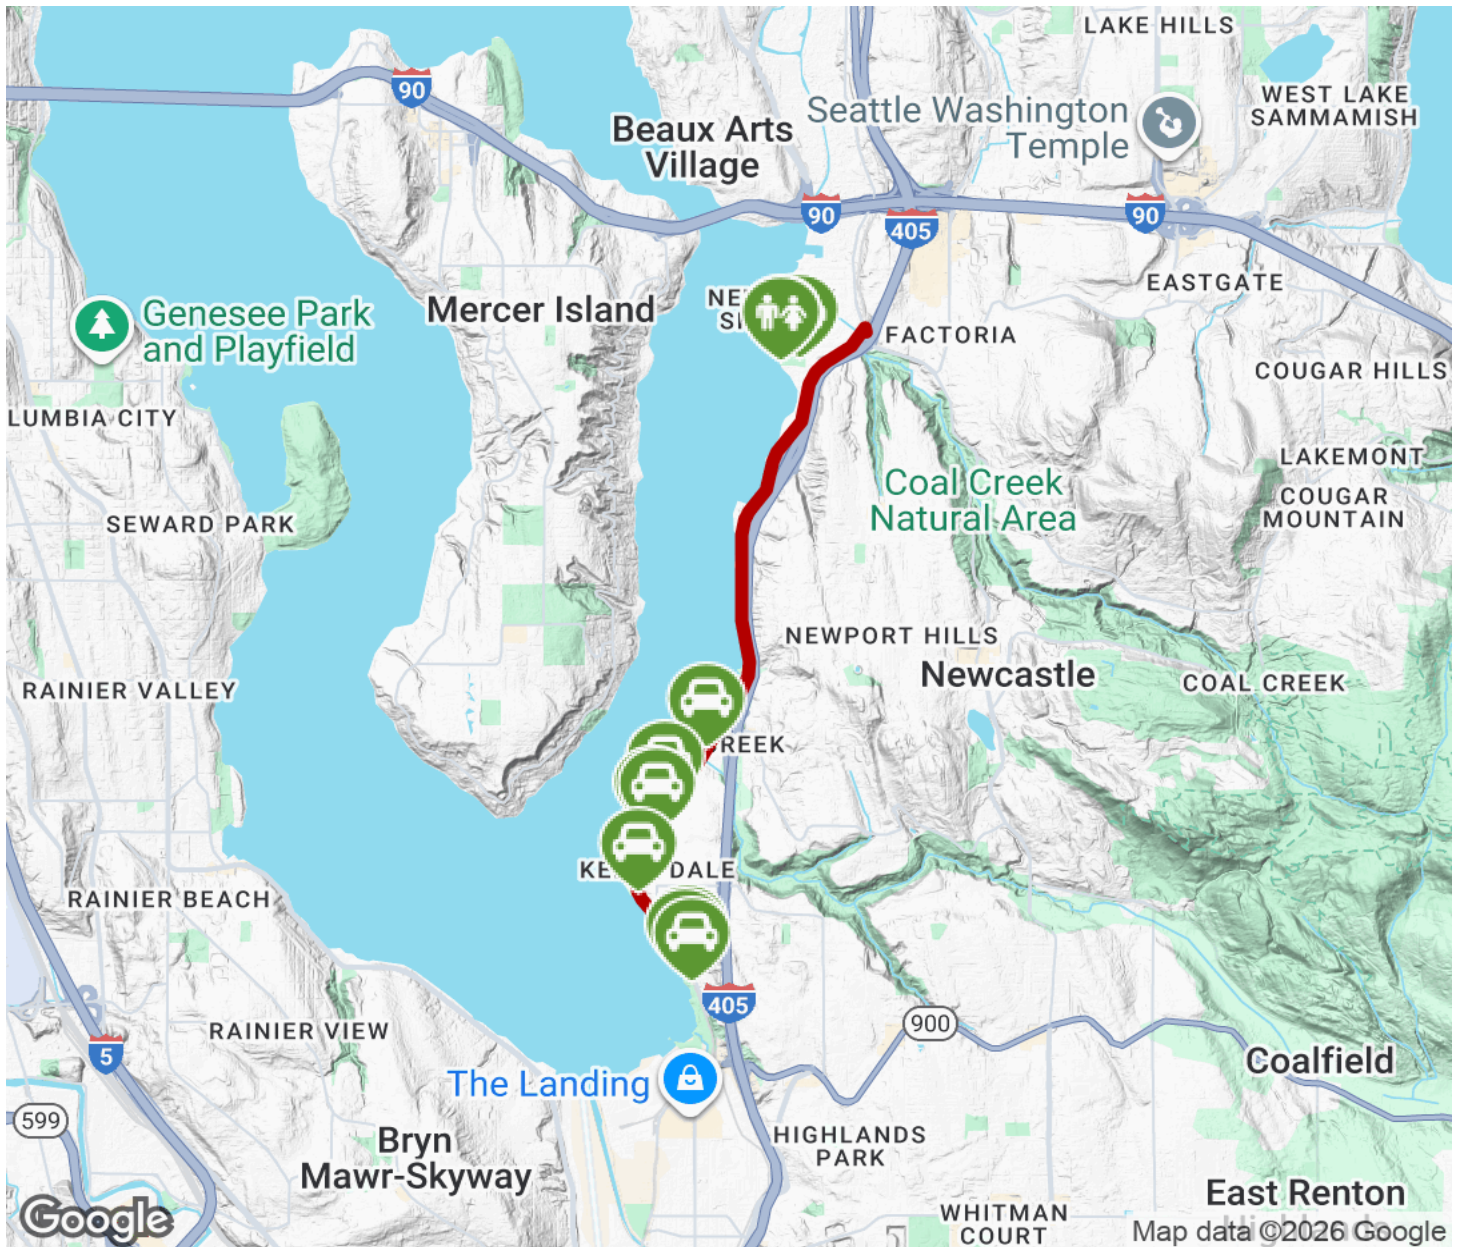 LAKE HILLS
90
Seattle Washington
Temple
WEST LAKE
SAMMAMISH
Beaux Arts
Village
90
405
90
EASTGATE
Genesee Park
and Playfield
Mercer Island
FACTORIA
COUGAR HILLS
LUMBIA CITY
LAKEMONT
Coal Creek
Natural Area
COUGAR
MOUNTAIN
SEWARD PARK
NEWPORT HILLS
Newcastle
RAINIER VALLEY
COAL CREEK
REEK
KE DALE
RAINIER BEACH
405
900
RAINIER VIEW
5
Coalfield
The Landing
599
Bryn
Mawr-Skyway
HIGHLANDS
PARK
East Renton
WHITMAN
COURT
Google
Map data ©2026 Google